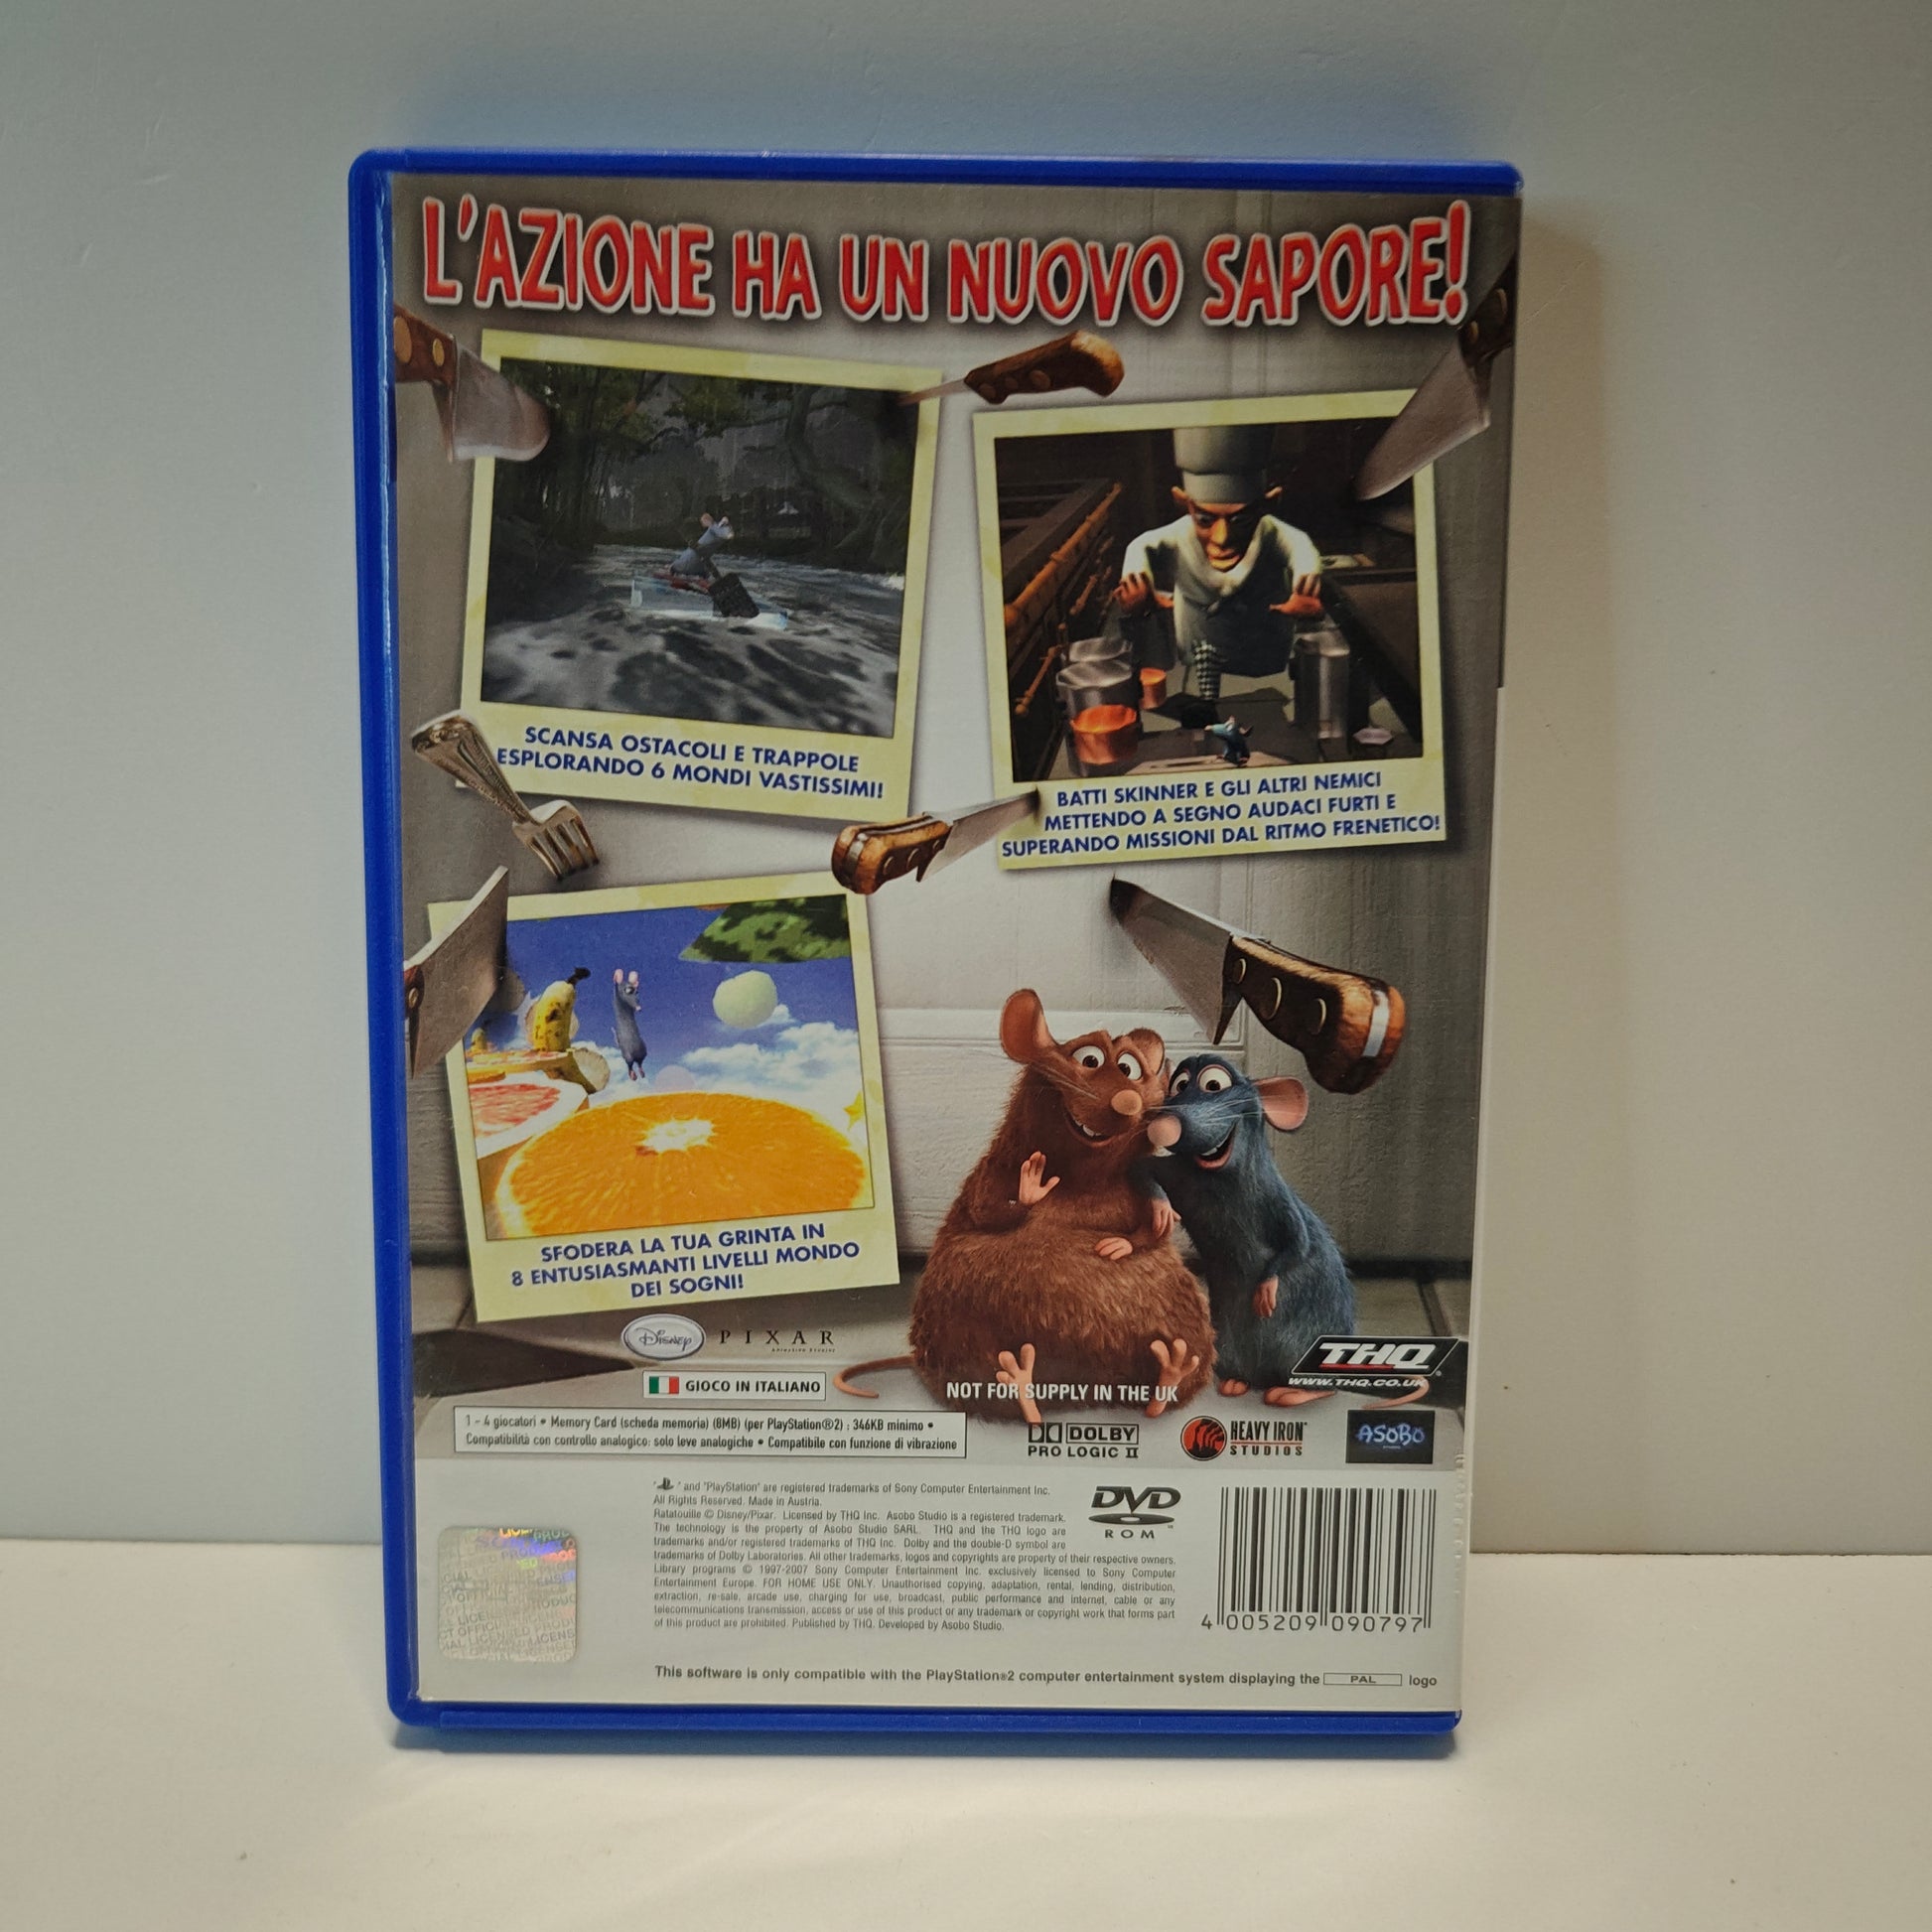 L'AZIONE HA UN NUOVO SAPORE!
SCANSA OSTACOLI E TRAPPOLE
ESPLORANDO 6 MONDI VASTISSIMI!
BATTI SKINNER E GLI ALTRI NEMICI
METTENDO A SEGNO AUDACI FURTI E
SUPERANDO MISSIONI DAL RITMO FRENETICO!
SFODERA LA TUA GRINTA IN
8 ENTUSIASMANTI LIVELLI MONDO
DEI SOGNI!
Disney PIXAR
THQ
WWW.THQ.CO.UK
GIOCO IN ITALIANO
NOT FOR SUPPLY IN THE UK
1 - 4 giocatori • Memory Card (scheda memoria) (8MB) (per PlayStation®2) : 346KB minimo •
Compatibilità con controllo analogico: solo leve analogiche • Compatibile con funzione di vibrazione
DOLBY
PRO LOGIC II
HEAVY IRON
STUDIOS
ASOBO
" " and "PlayStation" are registered trademarks of Sony Computer Entertainment Inc.
All Rights Reserved. Made in Austria.
Ratatouille © Disney/Pixar. Licensed by THQ Inc. Asobo Studio is a registered trademark.
The technology is the property of Asobo Studio SARL. THQ and the THQ logo are
trademarks and/or registered trademarks of THQ Inc. Dolby and the double-D symbol are
trademarks of Dolby Laboratories. All other trademarks, logos and copyrights are property of their respective owners.
Library programs © 1997-2007 Sony Computer Entertainment Inc. exclusively licensed to Sony Computer
Entertainment Europe. FOR HOME USE ONLY. Unauthorised copying, adaptation, rental, lending, distribution,
extraction, re-sale, arcade use, charging for use, broadcast, public performance and internet, cable or any
telecommunications transmission, access or use of this product or any trademark or copyright work that forms part
of this product are prohibited. Published by THQ. Developed by Asobo Studio.
DVD
ROM
4 005209 090797
This software is only compatible with the PlayStation®2 computer entertainment system displaying the PAL logo